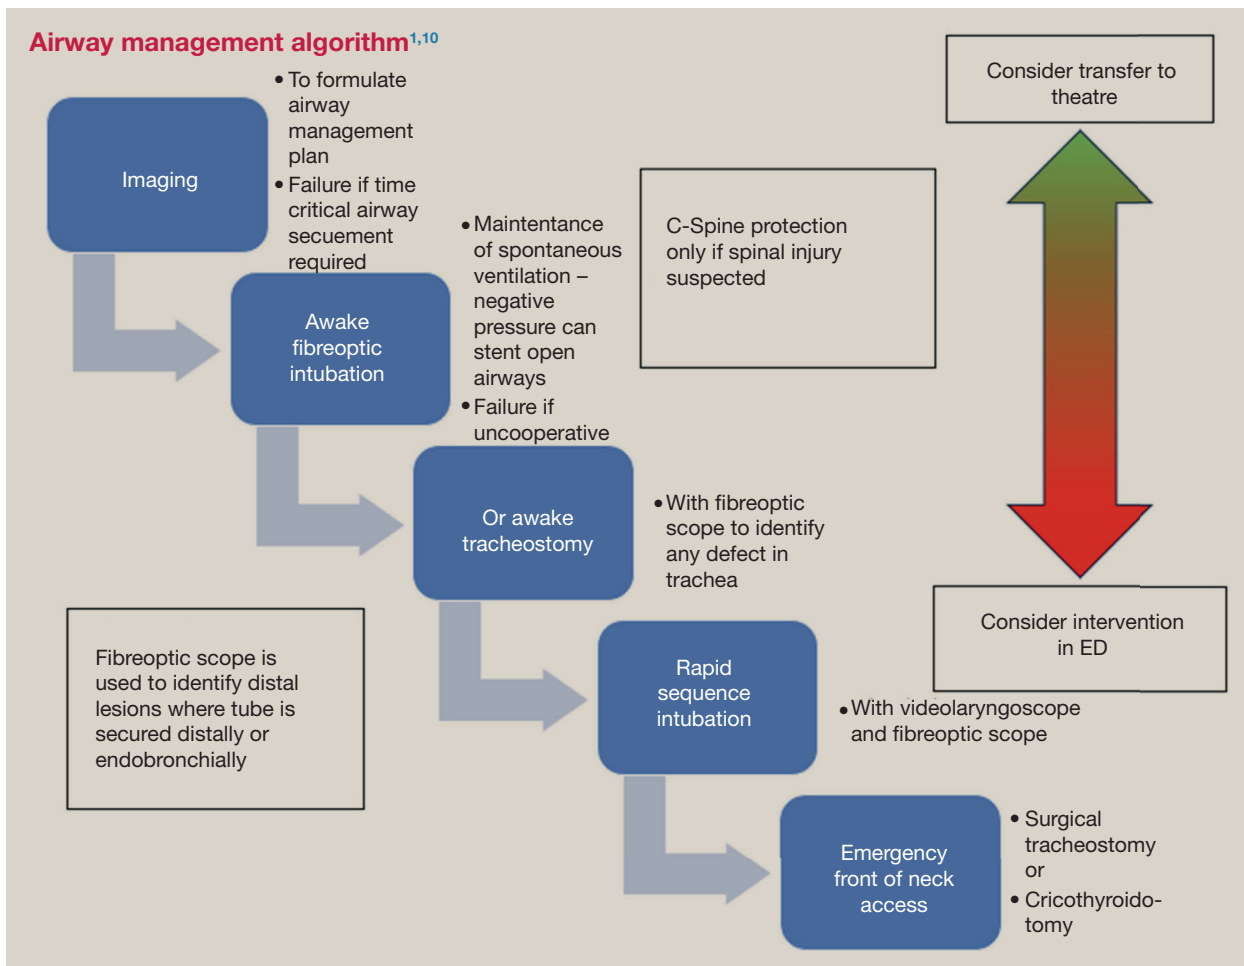 Airway management algorithm1,10
Imaging
• To formulate
airway
management
plan
• Failure if time
critical airway
secuement
required
Awake
fibreoptic
intubation
• Maintentance
of spontaneous
ventilation –
negative
pressure can
stent open
airways
• Failure if
uncooperative
Or awake
tracheostomy
• With fibreoptic
scope to identify
any defect in
trachea
Rapid
sequence
intubation
• With videolaryngoscope
and fibreoptic scope
Emergency
front of neck
access
• Surgical
tracheostomy
or
• Cricothyroido-
tomy
C-Spine protection
only if spinal injury
suspected
Consider transfer to
theatre
Consider intervention
in ED
Fibreoptic scope is
used to identify distal
lesions where tube is
secured distally or
endobronchially